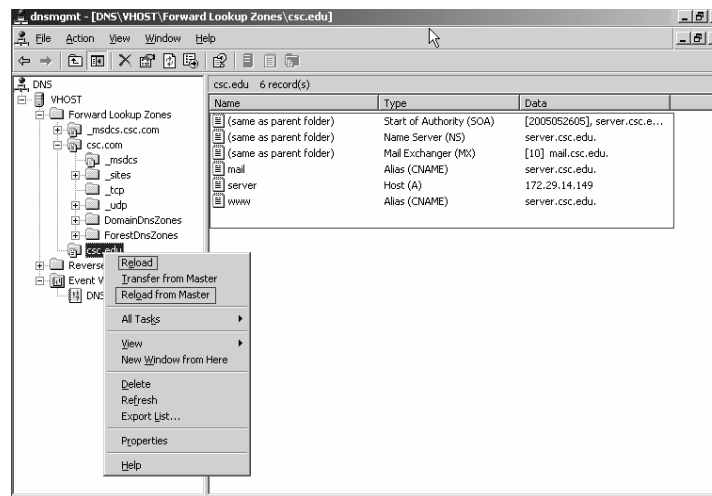 dnsmgmt - [DNS\VHOST\Forward Lookup Zones\csc.edu]
File Action View Window Help
DNS
VHOST
Forward Lookup Zones
_msdcs.csc.com
csc.com
_msdcs
_sites
_tcp
_udp
DomainDnsZones
ForestDnsZones
csc.edu
Reverse
Event V
DNS
csc.edu 6 record(s)
Name Type Data
(same as parent folder) Start of Authority (SOA) [2005052605], server.csc.e...
(same as parent folder) Name Server (NS) server.csc.edu.
(same as parent folder) Mail Exchanger (MX) [10] mail.csc.edu.
mail Alias (CNAME) server.csc.edu.
server Host (A) 172.29.14.149
www Alias (CNAME) server.csc.edu.
Reload
Transfer from Master
Reload from Master
All Tasks
View
New Window from Here
Delete
Refresh
Export List...
Properties
Help